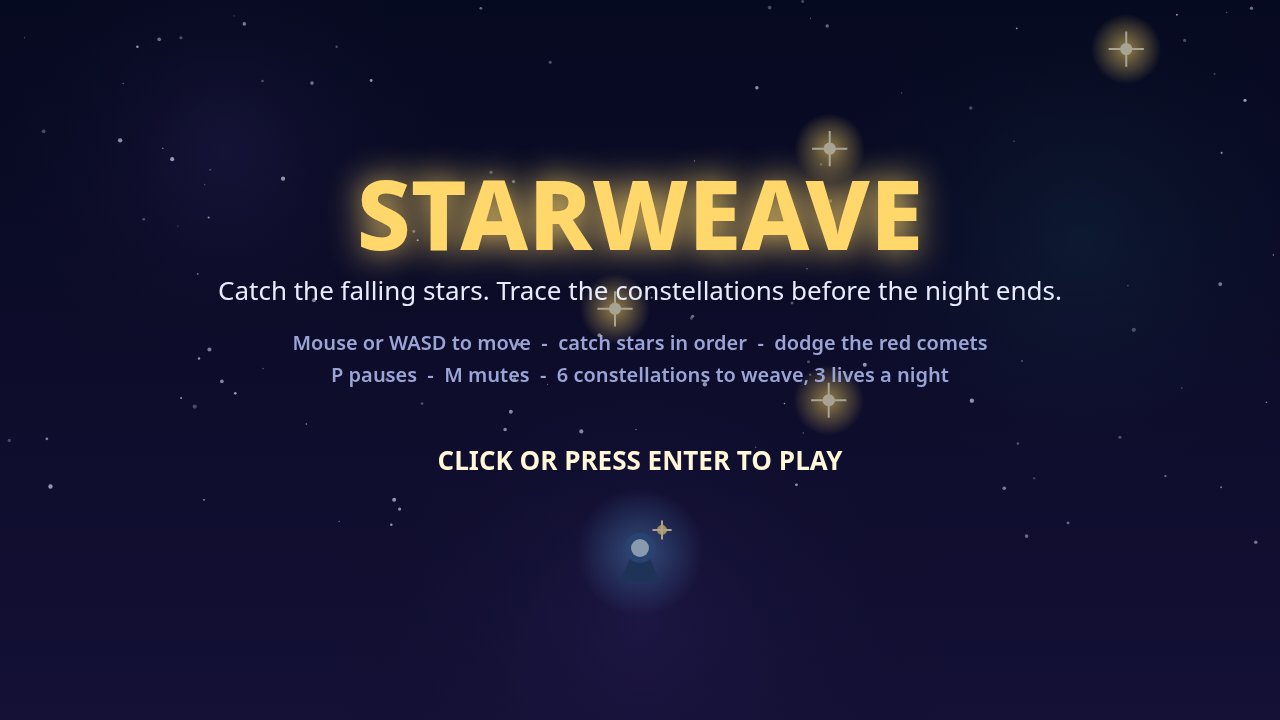 STARWEAVE
Catch the falling stars. Trace the constellations before the night ends.
Mouse or WASD to move - catch stars in order - dodge the red comets
P pauses - M mutes - 6 constellations to weave, 3 lives a night
CLICK OR PRESS ENTER TO PLAY